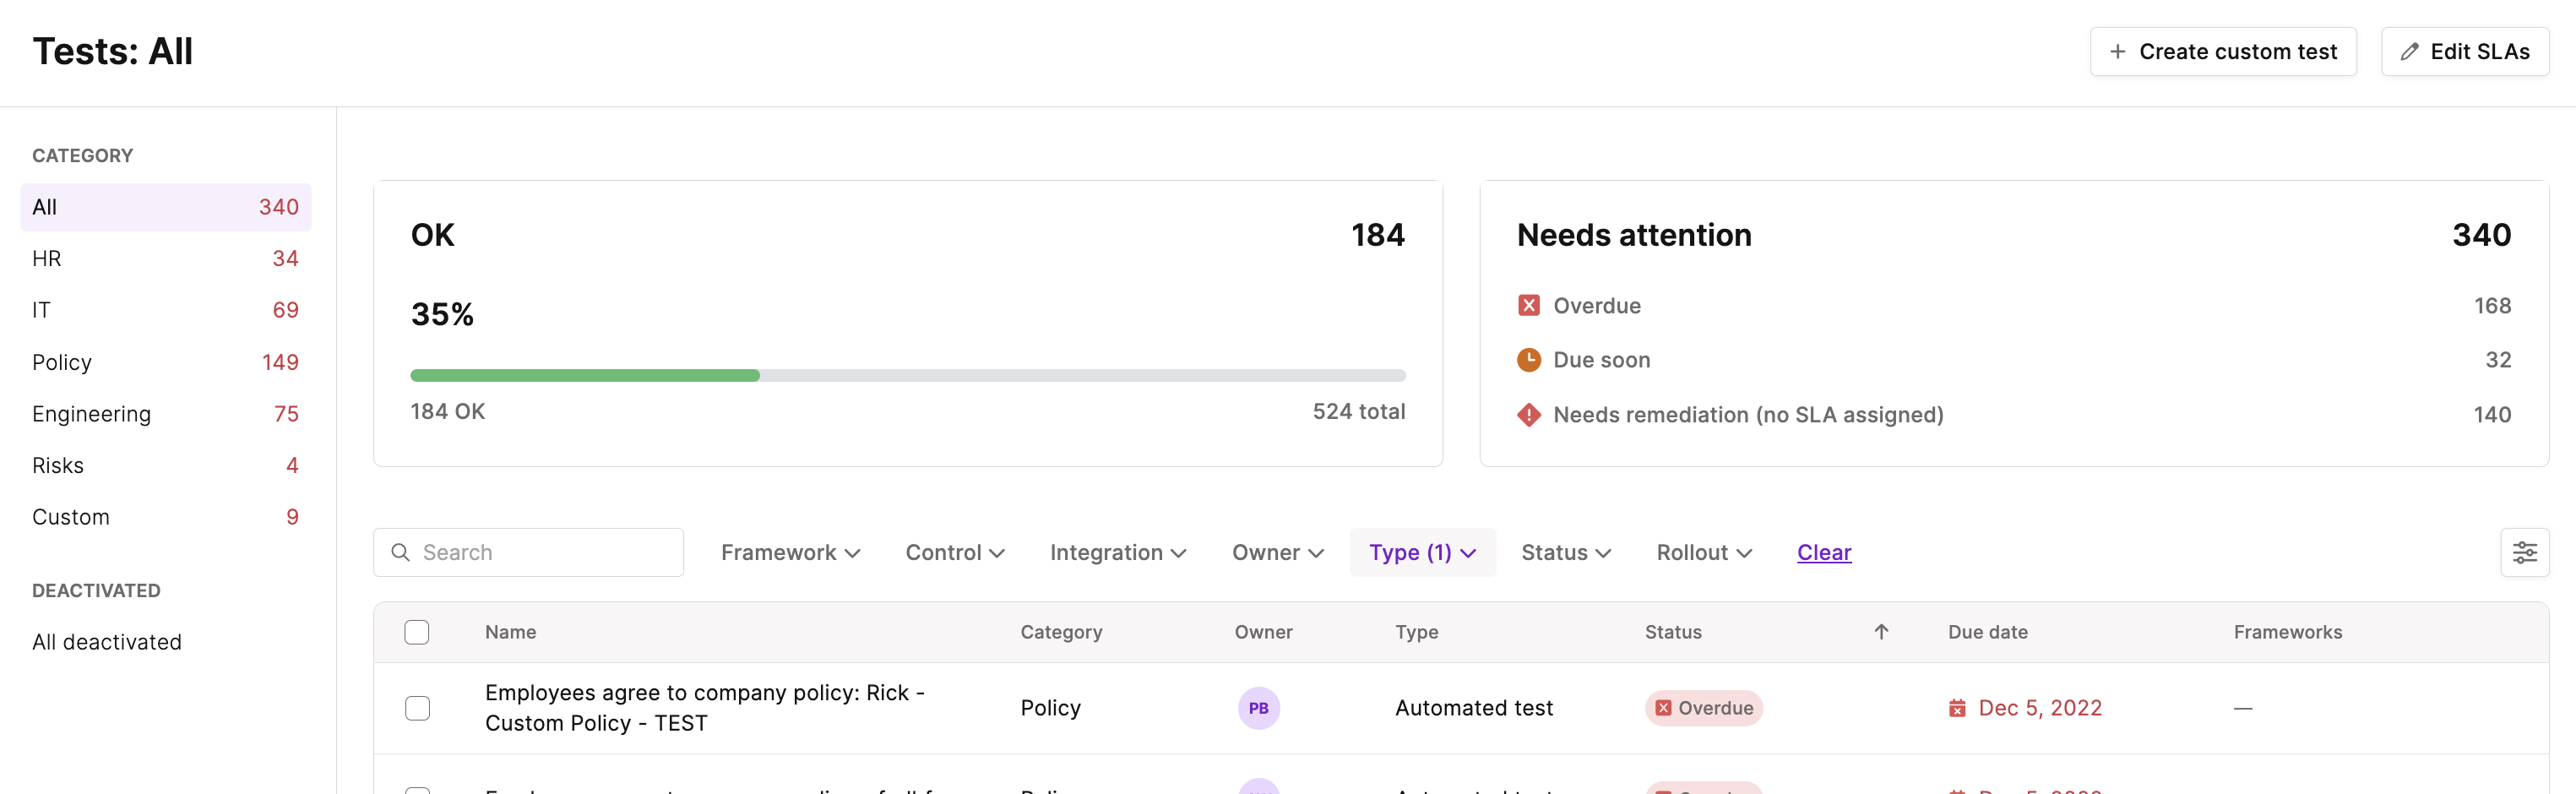 Tests: All
Create custom test
Edit SLAs
CATEGORY
All 340
HR 34
IT 69
Policy 149
Engineering 75
Risks 4
Custom 9
DEACTIVATED
All deactivated
OK 184
35%
184 OK 524 total
Needs attention 340
Overdue 168
Due soon 32
Needs remediation (no SLA assigned) 140
Search
Framework Control Integration Owner Type (1) Status Rollout Clear
Name Category Owner Type Status Due date Frameworks
Employees agree to company policy: Rick -
Custom Policy - TEST
Policy PB Automated test Overdue Dec 5, 2022 —